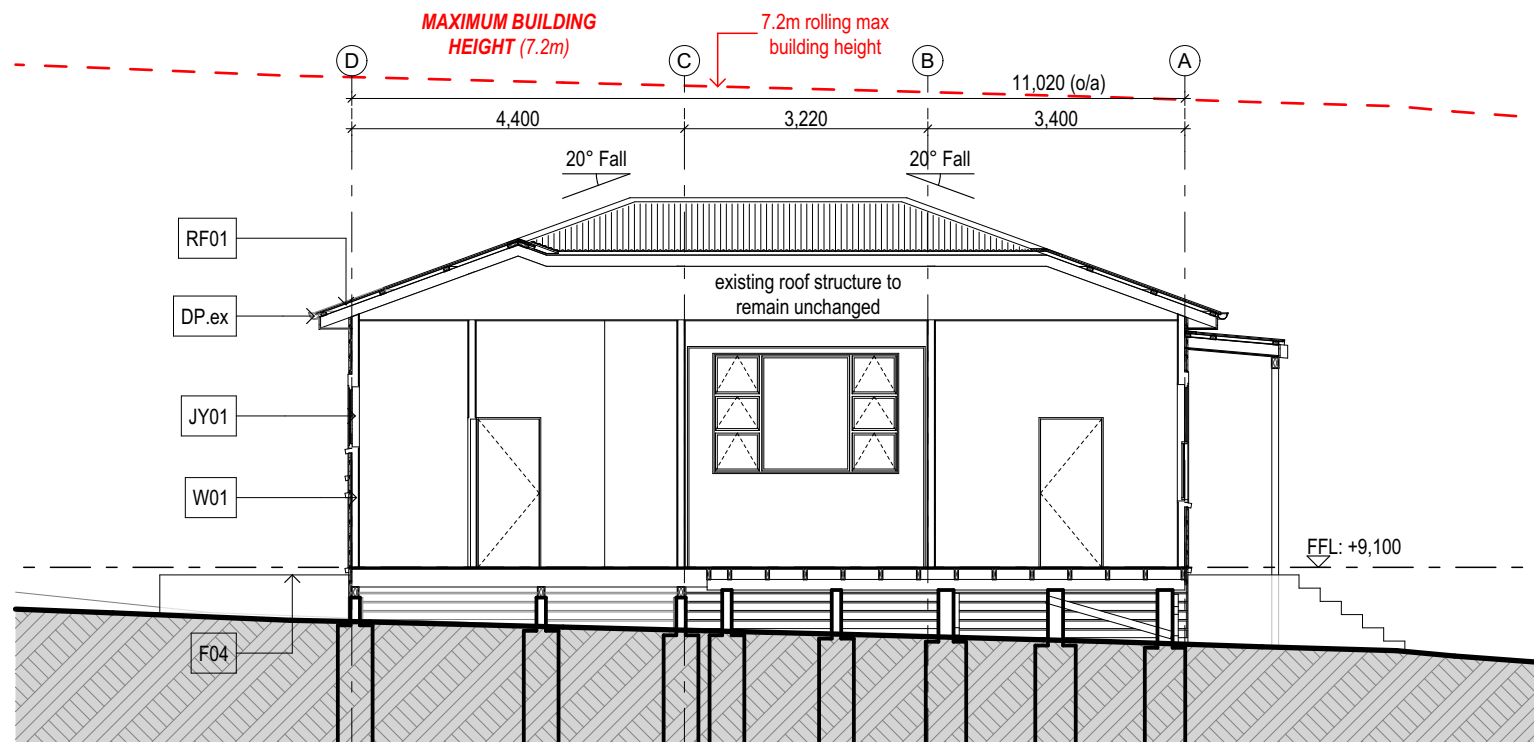 MAXIMUM BUILDING
HEIGHT (7.2m)
7.2m rolling max
building height
D
C
B
A
11,020 (o/a)
4,400
3,220
3,400
20° Fall
20° Fall
RF01
existing roof structure to
remain unchanged
DP.ex
JY01
W01
FFL: +9,100
F04